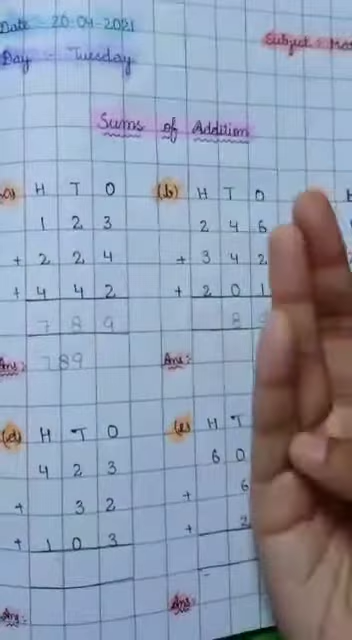 Date :- 20-04-2021
Day :- Tuesday
Subject :-
Sums of Addition
(a) H T O
1 2 3
+ 2 2 4
+ 4 4 2
7 8 9
Ans: 789
(b) H T O
2 4 6
+ 3 4 2
+ 2 0 1
8
Ans:
(d) H T O
4 2 3
+ 3 2
+ 1 0 3
Ans:
(e) H T
6 0
+ 6
+ 2
Ans: